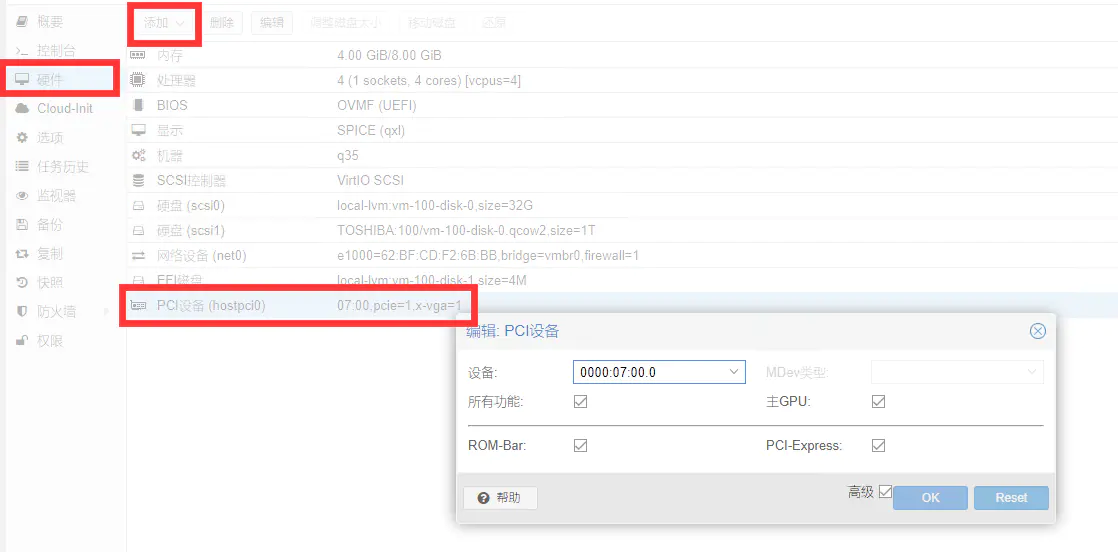 概要
控制台
硬件
Cloud-Init
选项
任务历史
监视器
备份
复制
快照
防火墙
权限
添加 删除 编辑 调整磁盘大小 移动磁盘 还原
内存 4.00 GiB/8.00 GiB
处理器 4 (1 sockets, 4 cores) [vcpus=4]
BIOS OVMF (UEFI)
显示 SPICE (qxl)
机器 q35
SCSI控制器 VirtIO SCSI
硬盘 (scsi0) local-lvm:vm-100-disk-0,size=32G
硬盘 (scsi1) TOSHIBA:100/vm-100-disk-0.qcow2,size=1T
网络设备 (net0) e1000=62:BF:CD:F2:6B:BB,bridge=vmbr0,firewall=1
EFI磁盘 local-lvm:vm-100-disk-1,size=4M
PCI设备 (hostpci0) 07:00,pcie=1,x-vga=1
编辑: PCI设备
设备: 0000:07:00.0 MDev类型:
所有功能: 主GPU:
ROM-Bar: PCI-Express:
帮助 高级 OK Reset